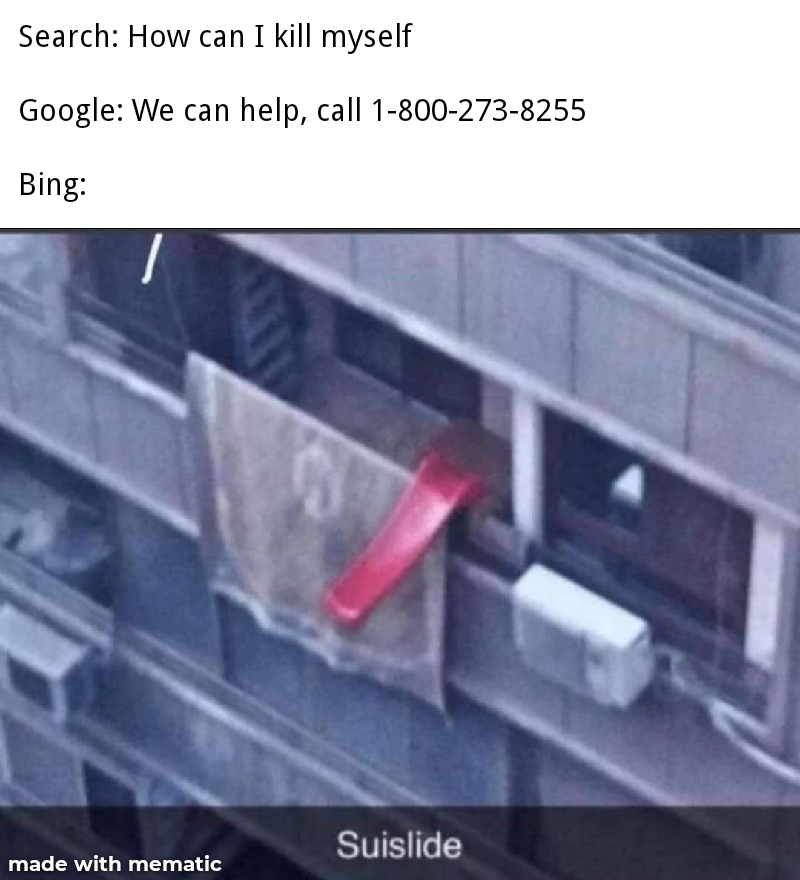 Search: How can I kill myself
Google: We can help, call 1-800-273-8255
Bing:
Suislide
made with mematic